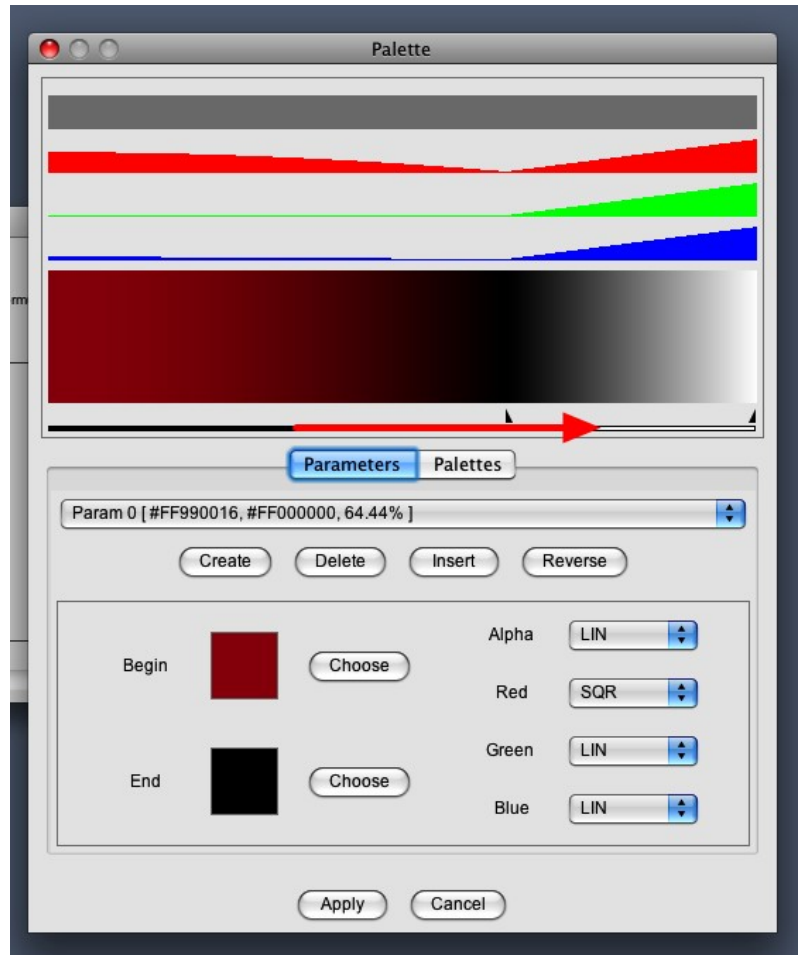 Palette
rm
Parameters Palettes
Param 0 [ #FF990016, #FF000000, 64.44% ]
Create Delete Insert Reverse
Begin Choose Alpha LIN
Red SQR
End Choose Green LIN
Blue LIN
Apply Cancel